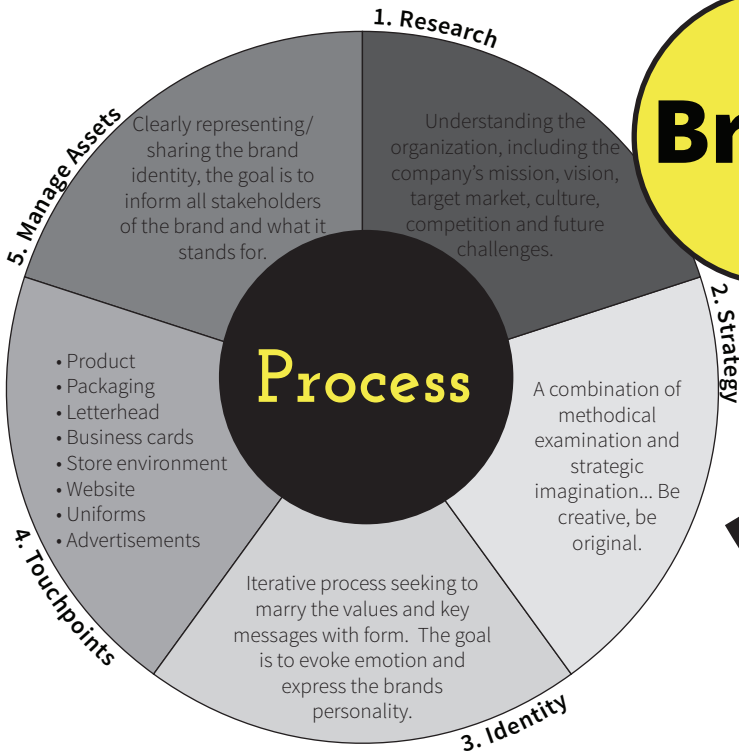 1. Research
Understanding the
organization, including the
company's mission, vision,
target market, culture,
competition and future
challenges.
2. Strategy
A combination of
methodical
examination and
strategic
imagination... Be
creative, be
original.
3. Identity
Iterative process seeking to
marry the values and key
messages with form.  The goal
is to evoke emotion and
express the brands
personality.
4. Touchpoints
• Product
• Packaging
• Letterhead
• Business cards
• Store environment
• Website
• Uniforms
• Advertisements
5. Manage Assets
Clearly representing/
sharing the brand
identity, the goal is to
inform all stakeholders
of the brand and what it
stands for.
Process